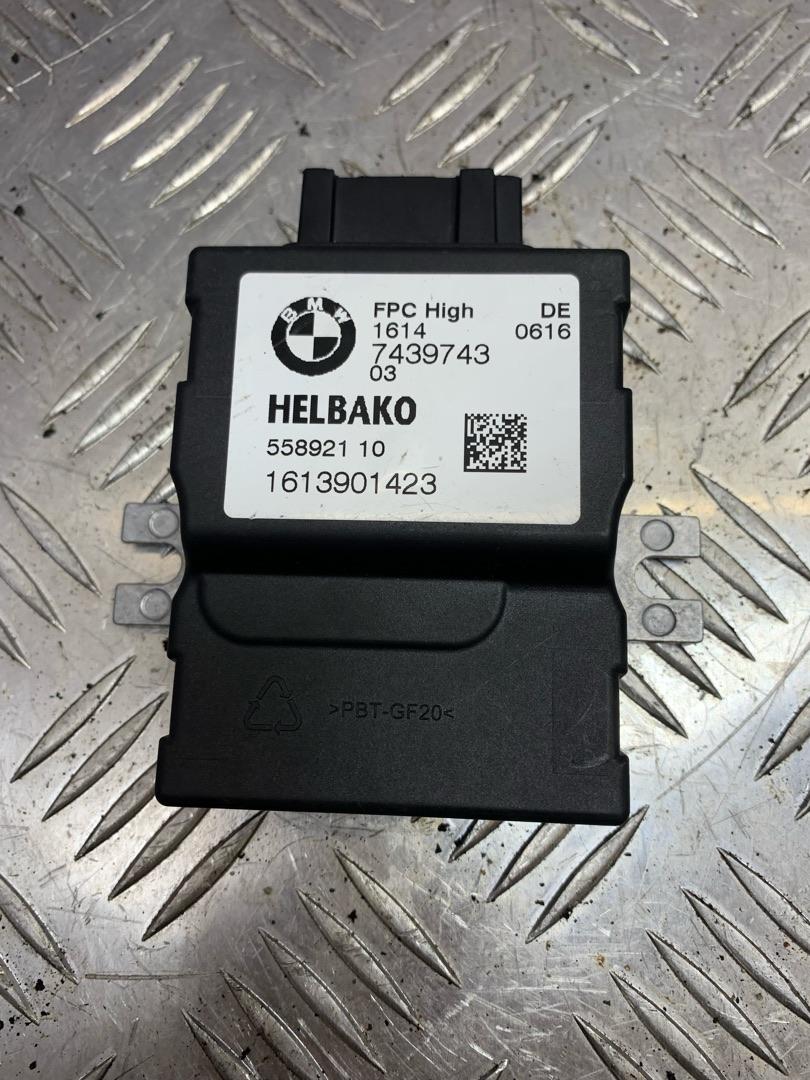 BMW
FPC High DE
1614 0616
7439743
03
HELBAKO
558921 10
1613901423
>PBT-GF20<